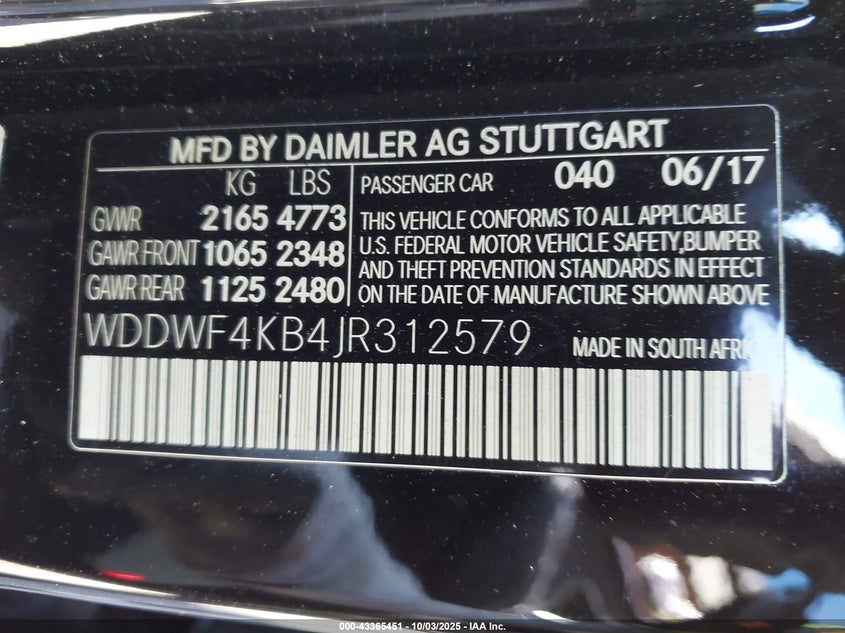 MFD BY DAIMLER AG STUTTGART
KG LBS
GVWR 2165 4773
GAWR FRONT 1065 2348
GAWR REAR 1125 2480
PASSENGER CAR 040 06/17
THIS VEHICLE CONFORMS TO ALL APPLICABLE
U.S. FEDERAL MOTOR VEHICLE SAFETY,BUMPER
AND THEFT PREVENTION STANDARDS IN EFFECT
ON THE DATE OF MANUFACTURE SHOWN ABOVE
WDDWF4KB4JR312579
MADE IN SOUTH AFRI
000-43365451 - 10/03/2025 - IAA Inc.